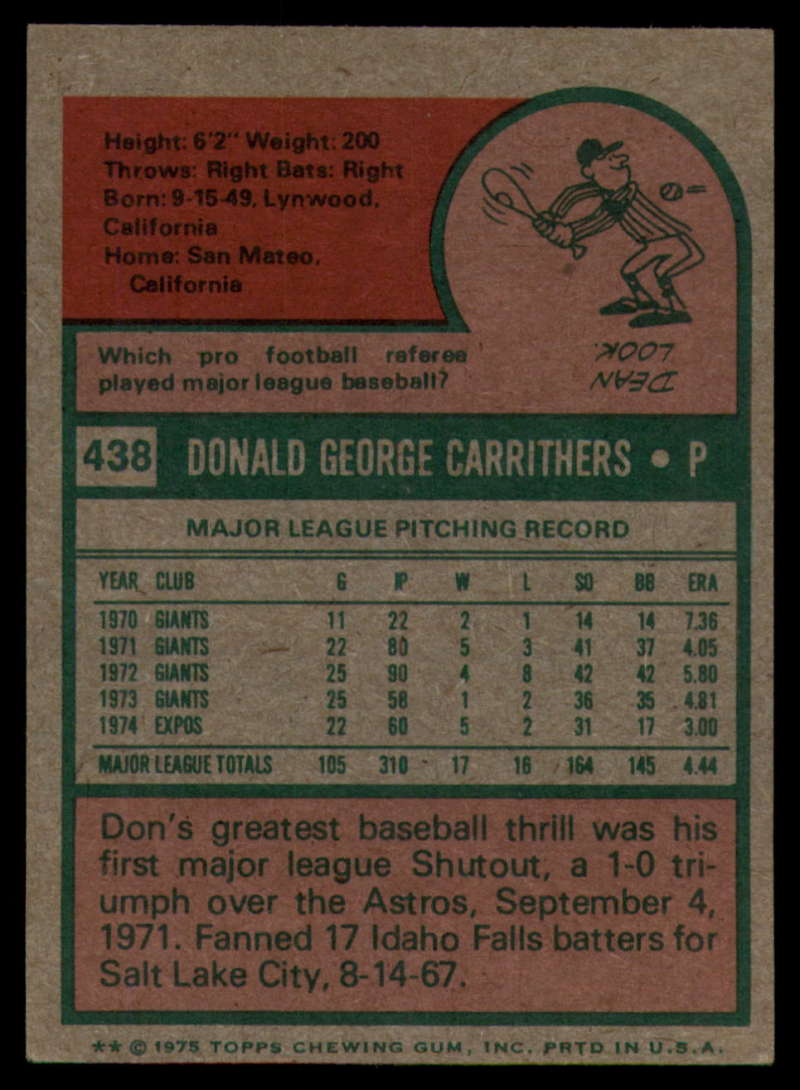 Height: 6'2" Weight: 200
Throws: Right Bats: Right
Born: 9-15-49, Lynwood,
California
Home: San Mateo,
California
Which pro football referee
played major league baseball?
DEAN
LOOK.
438 DONALD GEORGE CARRITHERS • P
MAJOR LEAGUE PITCHING RECORD
YEAR CLUB G IP W L SO BB ERA
1970 GIANTS 11 22 2 1 14 14 7.36
1971 GIANTS 22 80 5 3 41 37 4.05
1972 GIANTS 25 90 4 8 42 42 5.80
1973 GIANTS 25 58 1 2 36 35 4.81
1974 EXPOS 22 60 5 2 31 17 3.00
MAJOR LEAGUE TOTALS 105 310 17 16 164 145 4.44
Don's greatest baseball thrill was his
first major league Shutout, a 1-0 tri-
umph over the Astros, September 4,
1971. Fanned 17 Idaho Falls batters for
Salt Lake City, 8-14-67.
** © 1975 TOPPS CHEWING GUM, INC. PRTD IN U.S.A.